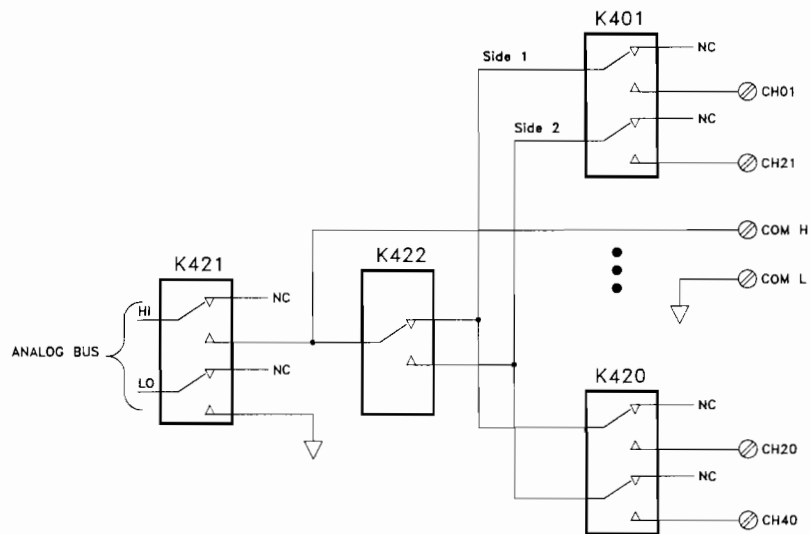 K401
NC
Side 1
CH01
NC
Side 2
CH21
COM H
K421
K422
COM L
NC
HI
ANALOG BUS
NC
LO
K420
NC
CH20
NC
CH40